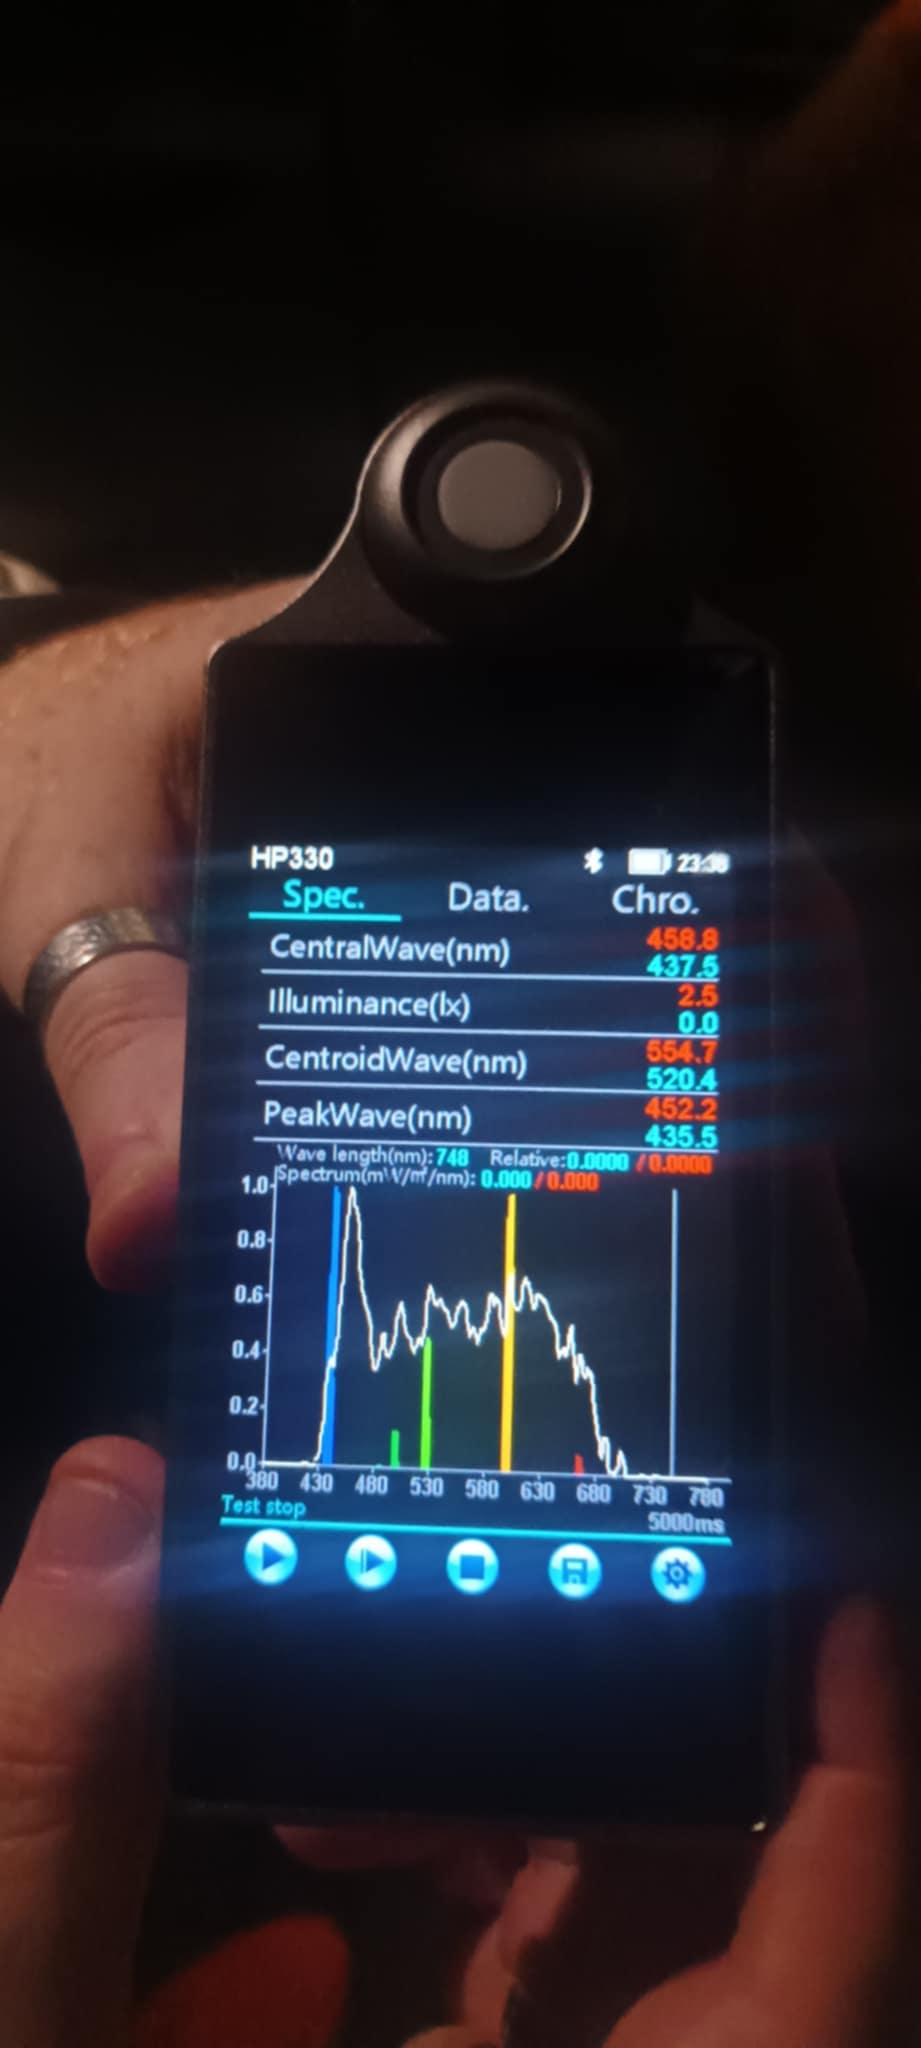 HP330 23:38
Spec. Data. Chro.
CentralWave(nm) 458.8
437.5
Illuminance(lx) 2.5
0.0
CentroidWave(nm) 554.7
520.4
PeakWave(nm) 452.2
435.5
Wave length(nm):748 Relative:0.0000 / 0.0000
Spectrum(mW/㎡/nm): 0.000 / 0.000
1.0
0.8
0.6
0.4
0.2
0.0
380 430 480 530 580 630 680 730 780
Test stop 5000ms